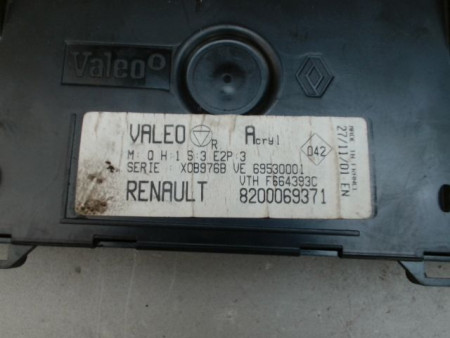 Valeo
VALEO R Acryl
M 0 H 1 S 3 E2P 3
SERIE : X0B976B VE 69530001
VTH F664393C
RENAULT 8200069371
042
27/11/01 EN